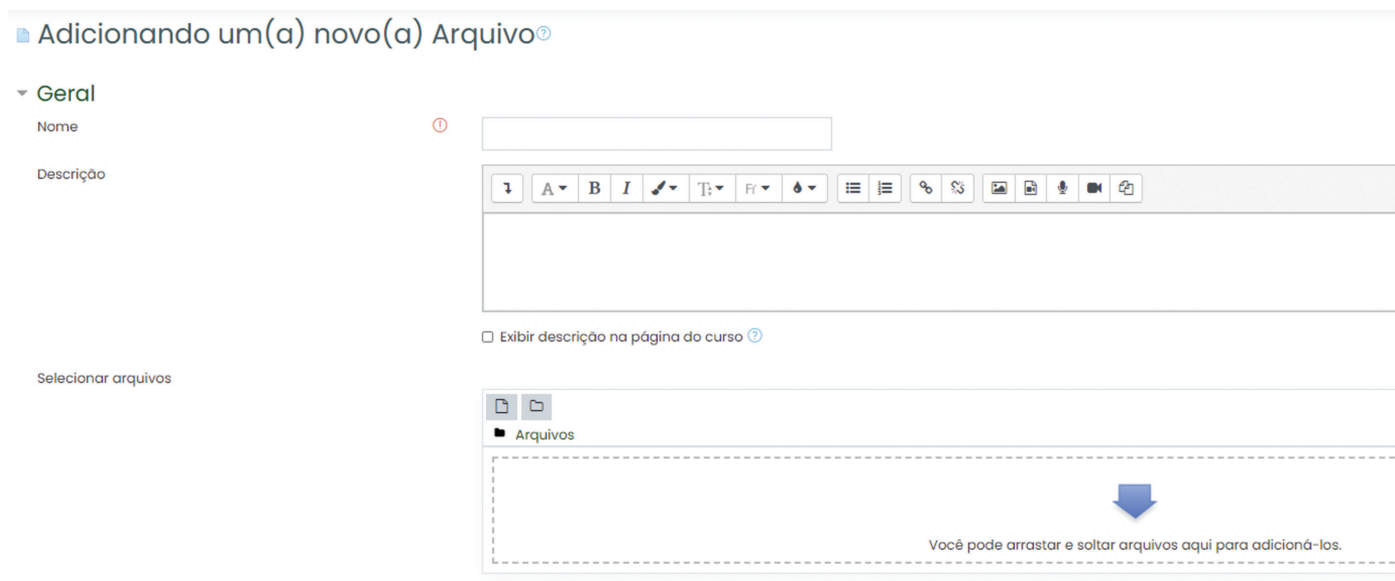 Adicionando um(a) novo(a) Arquivo
Geral
Nome
Descrição
Exibir descrição na página do curso
Selecionar arquivos
Arquivos
Você pode arrastar e soltar arquivos aqui para adicioná-los.